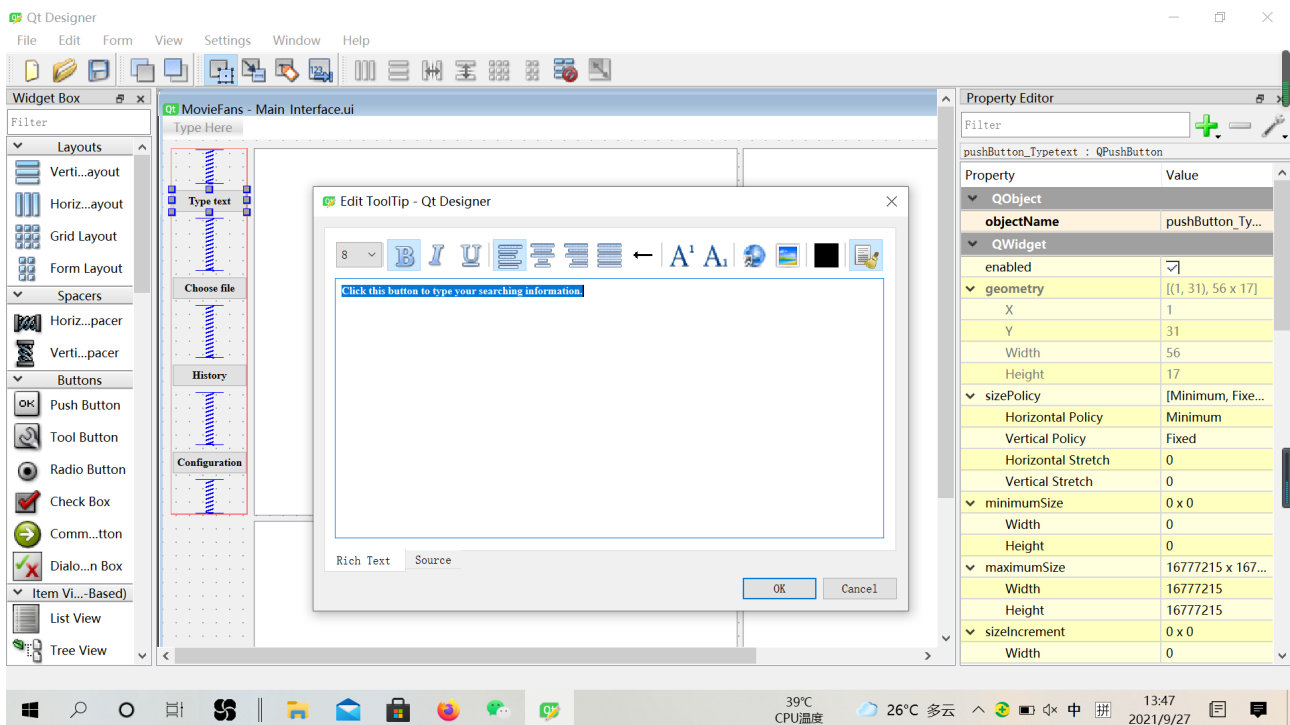 Qt Designer
File Edit Form View Settings Window Help
Widget Box
Filter
Layouts
Verti...ayout
Horiz...ayout
Grid Layout
Form Layout
Spacers
Horiz...pacer
Verti...pacer
Buttons
OK Push Button
Tool Button
Radio Button
Check Box
Comm...tton
Dialo...n Box
Item Vi...-Based)
List View
Tree View
MovieFans - Main_Interface.ui
Type Here
Type text
Choose file
History
Configuration
Edit ToolTip - Qt Designer
8 B I U A¹ A₁
Click this button to type your searching information.
Rich Text Source
OK Cancel
Property Editor
Filter
pushButton_Typetext : QPushButton
Property Value
QObject
objectName pushButton_Ty...
QWidget
enabled
geometry [(1, 31), 56 x 17]
X 1
Y 31
Width 56
Height 17
sizePolicy [Minimum, Fixe...
Horizontal Policy Minimum
Vertical Policy Fixed
Horizontal Stretch 0
Vertical Stretch 0
minimumSize 0 x 0
Width 0
Height 0
maximumSize 16777215 x 167...
Width 16777215
Height 16777215
sizeIncrement 0 x 0
Width 0
39℃
CPU温度
26°C 多云
中 拼
13:47
2021/9/27